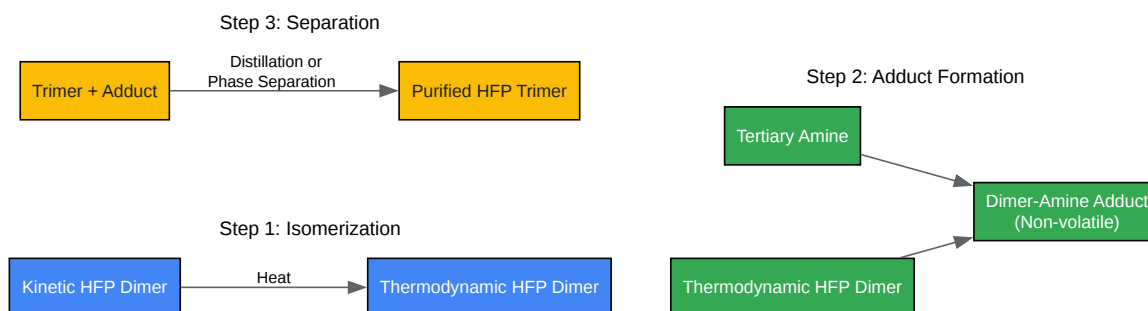 Step 3: Separation
Trimer + Adduct
Distillation or
Phase Separation
Purified HFP Trimer
Step 2: Adduct Formation
Tertiary Amine
Dimer-Amine Adduct
(Non-volatile)
Thermodynamic HFP Dimer
Step 1: Isomerization
Kinetic HFP Dimer
Heat
Thermodynamic HFP Dimer